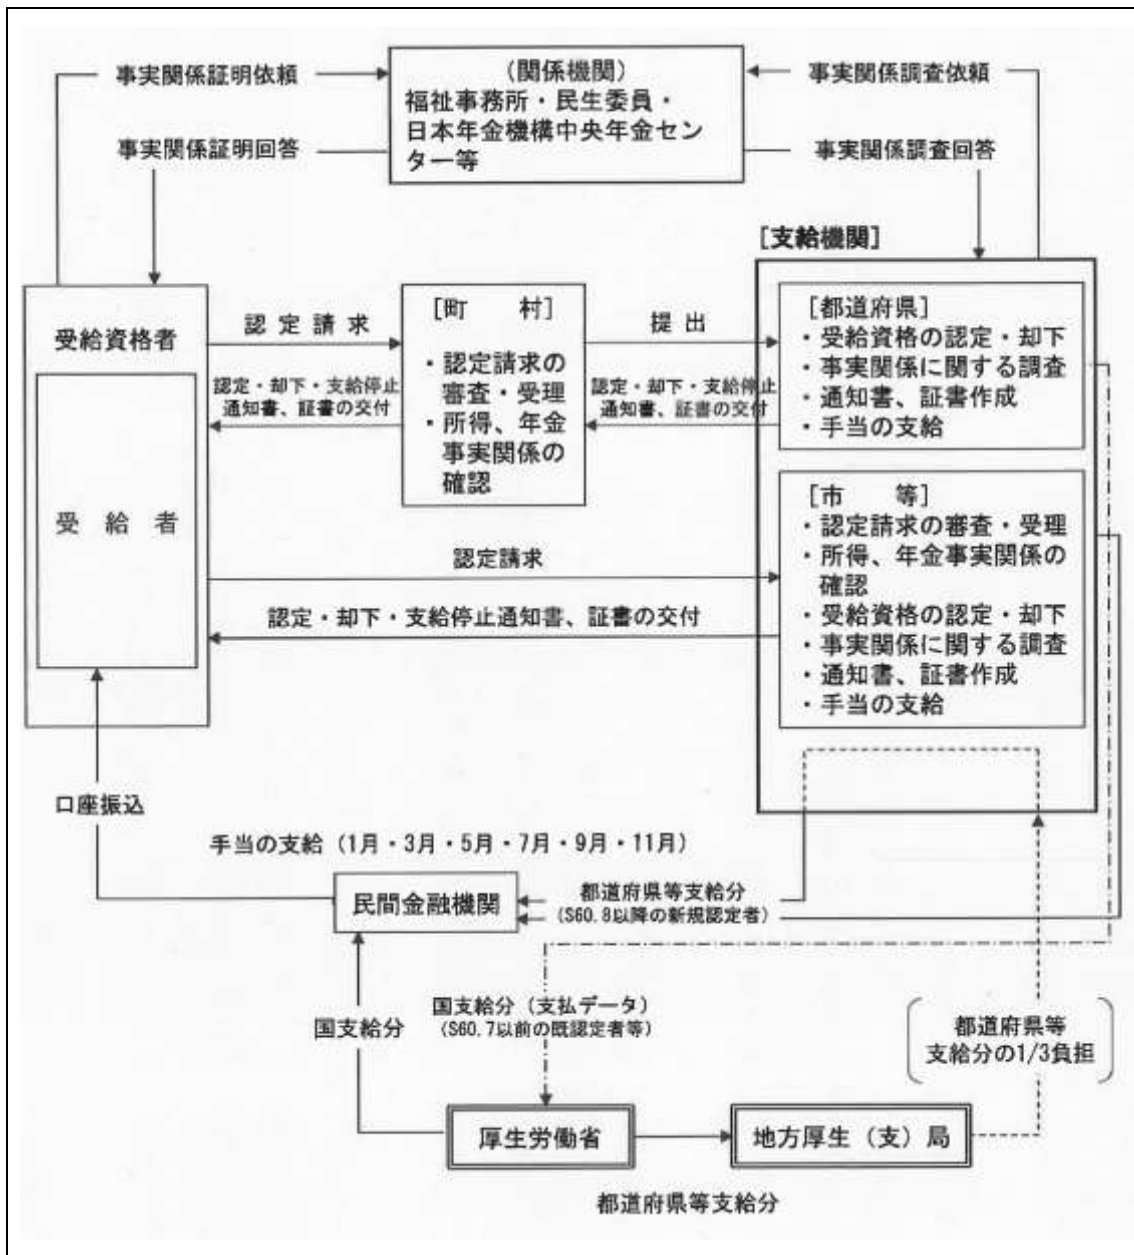 事実関係証明依頼
(関係機関)
福祉事務所・民生委員・
日本年金機構中央年金セン
ター等
事実関係調査依頼
事実関係証明回答
事実関係調査回答
[支給機関]
受給資格者
受 給 者
認 定 請 求
認定・却下・支給停止
通知書、証書の交付
[町 村]
・認定請求の
審査・受理
・所得、年金
事実関係の
確認
提 出
認定・却下・支給停止
通知書、証書の交付
[都道府県]
・受給資格の認定・却下
・事実関係に関する調査
・通知書、証書作成
・手当の支給
認定請求
認定・却下・支給停止通知書、証書の交付
[市 等]
・認定請求の審査・受理
・所得、年金事実関係の
確認
・受給資格の認定・却下
・事実関係に関する調査
・通知書、証書作成
・手当の支給
口座振込
手当の支給(1月・3月・5月・7月・9月・11月)
民間金融機関
都道府県等支給分
(S60.8以降の新規認定者)
国支給分
国支給分(支払データ)
(S60.7以前の既認定者等)
都道府県等
支給分の1/3負担
厚生労働省
地方厚生(支)局
都道府県等支給分